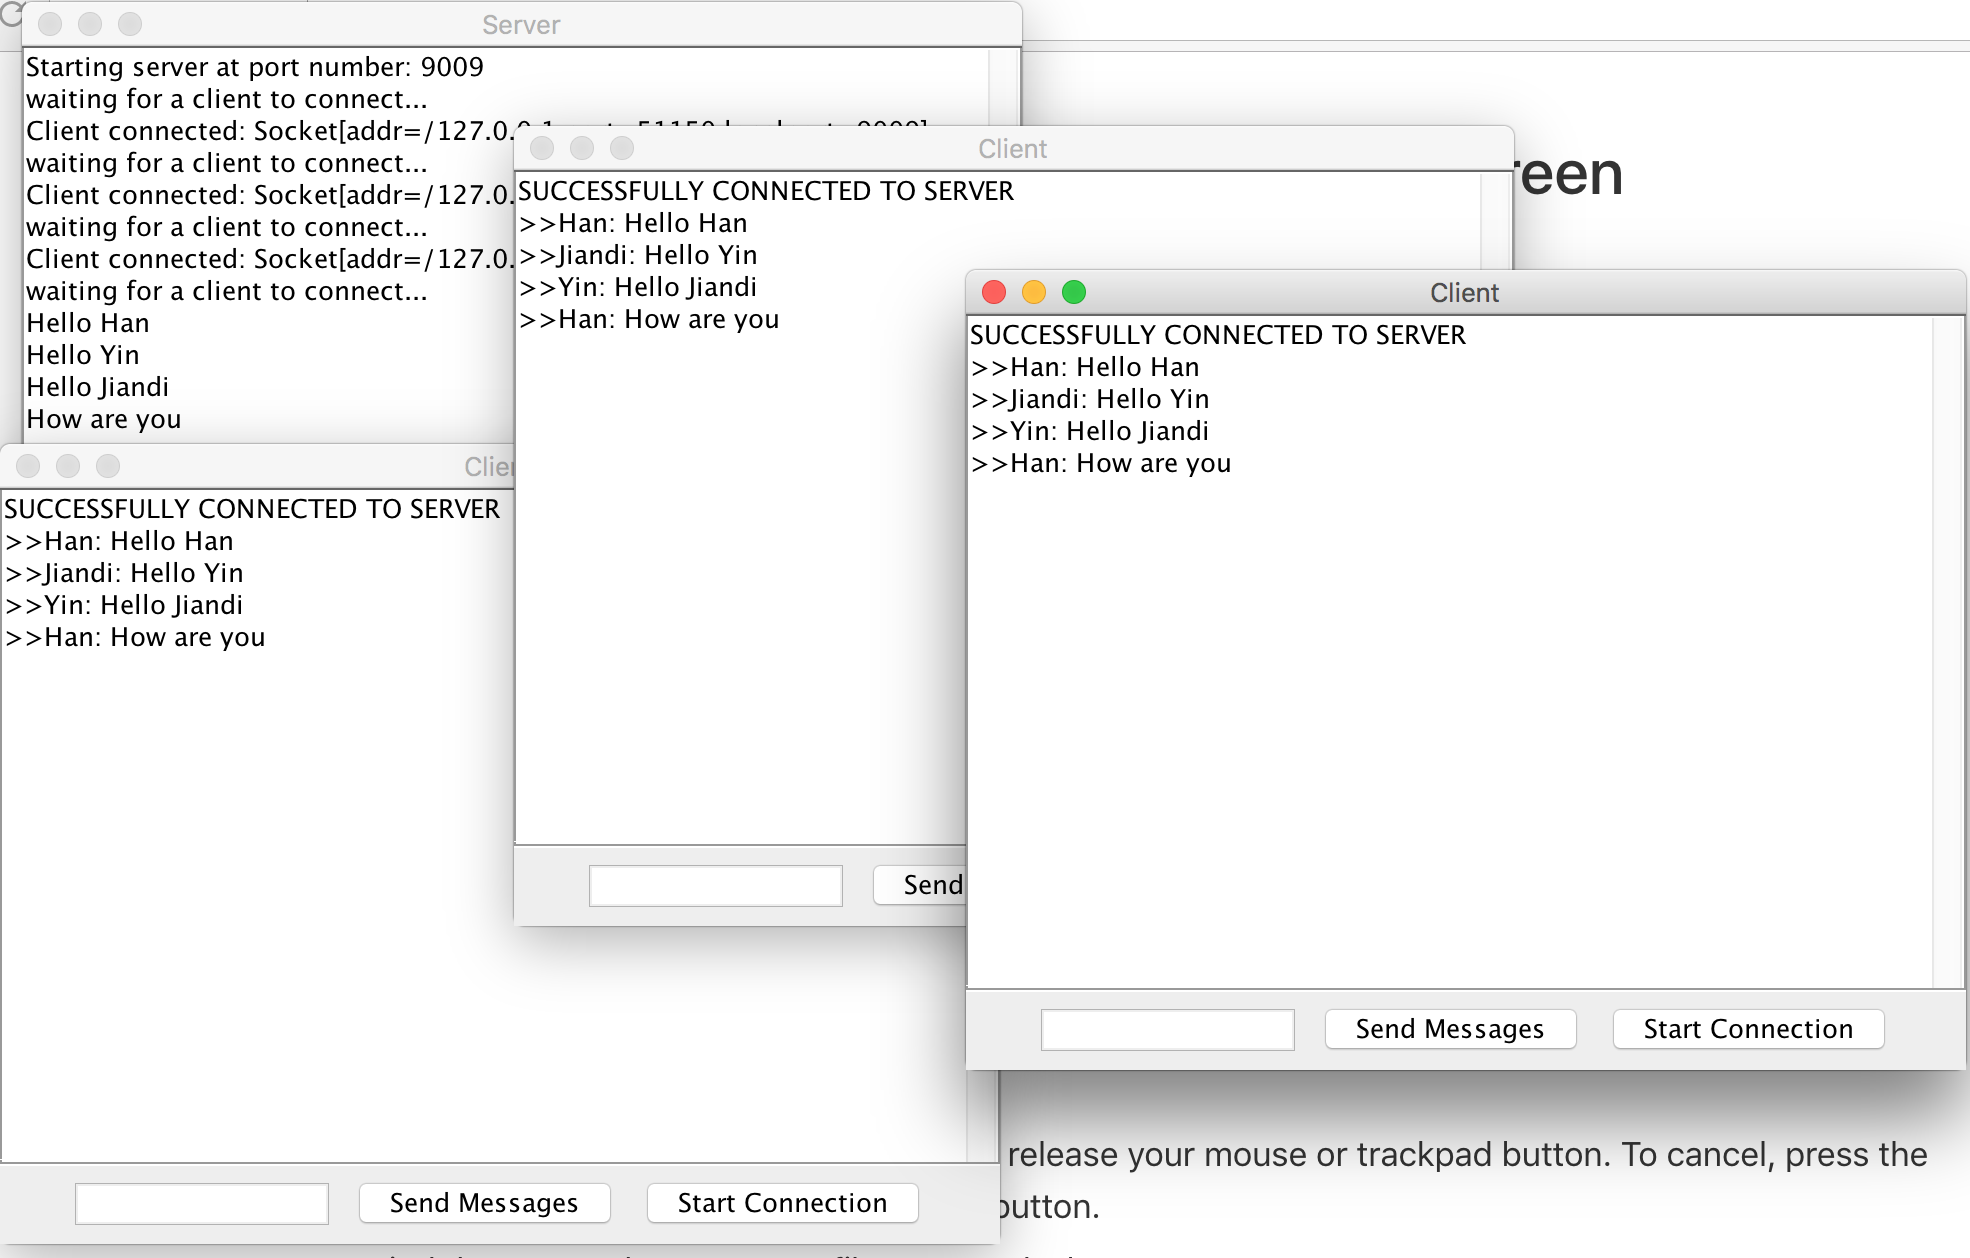 Server
Starting server at port number: 9009
waiting for a client to connect...
Client connected: Socket[addr=/127.0.
waiting for a client to connect...
Client connected: Socket[addr=/127.0.
waiting for a client to connect...
Client connected: Socket[addr=/127.0.
waiting for a client to connect...
Hello Han
Hello Yin
Hello Jiandi
How are you
Client
SUCCESSFULLY CONNECTED TO SERVER
>>Han: Hello Han
>>Jiandi: Hello Yin
>>Yin: Hello Jiandi
>>Han: How are you
Send
Client
SUCCESSFULLY CONNECTED TO SERVER
>>Han: Hello Han
>>Jiandi: Hello Yin
>>Yin: Hello Jiandi
>>Han: How are you
Send Messages
Start Connection
SUCCESSFULLY CONNECTED TO SERVER
>>Han: Hello Han
>>Jiandi: Hello Yin
>>Yin: Hello Jiandi
>>Han: How are you
Send Messages
Start Connection
release your mouse or trackpad button. To cancel, press the
button.